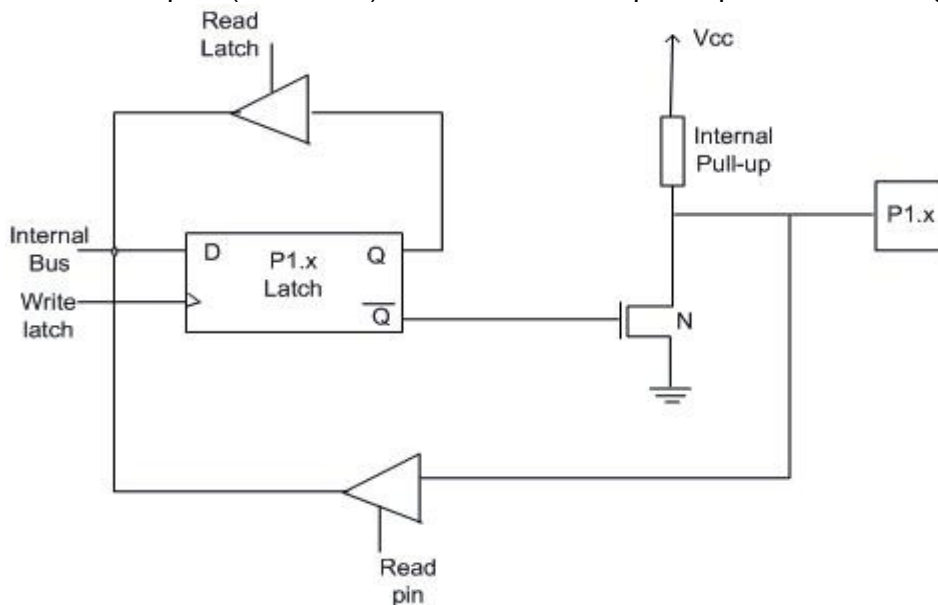 Read
Latch
Vcc
Internal
Pull-up
P1.x
Internal
Bus
D
P1.x
Latch
Q
Q
Write
latch
N
Read
pin